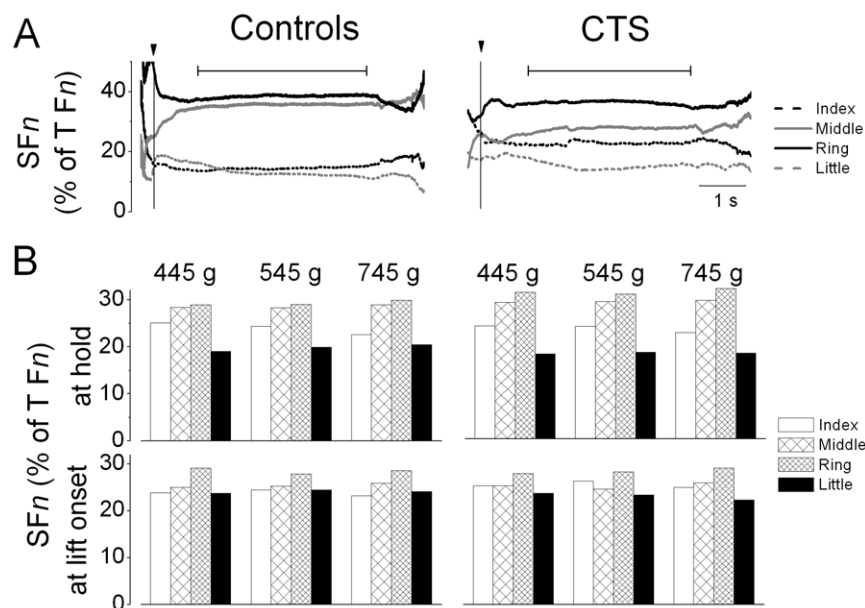 A
Controls
CTS
SFn
(% of T Fn)
40
20
0
Index
Middle
Ring
Little
1 s
B
445 g
545 g
745 g
445 g
545 g
745 g
SFn (% of T Fn)
at hold
30
20
10
0
at lift onset
30
20
10
0
Index
Middle
Ring
Little